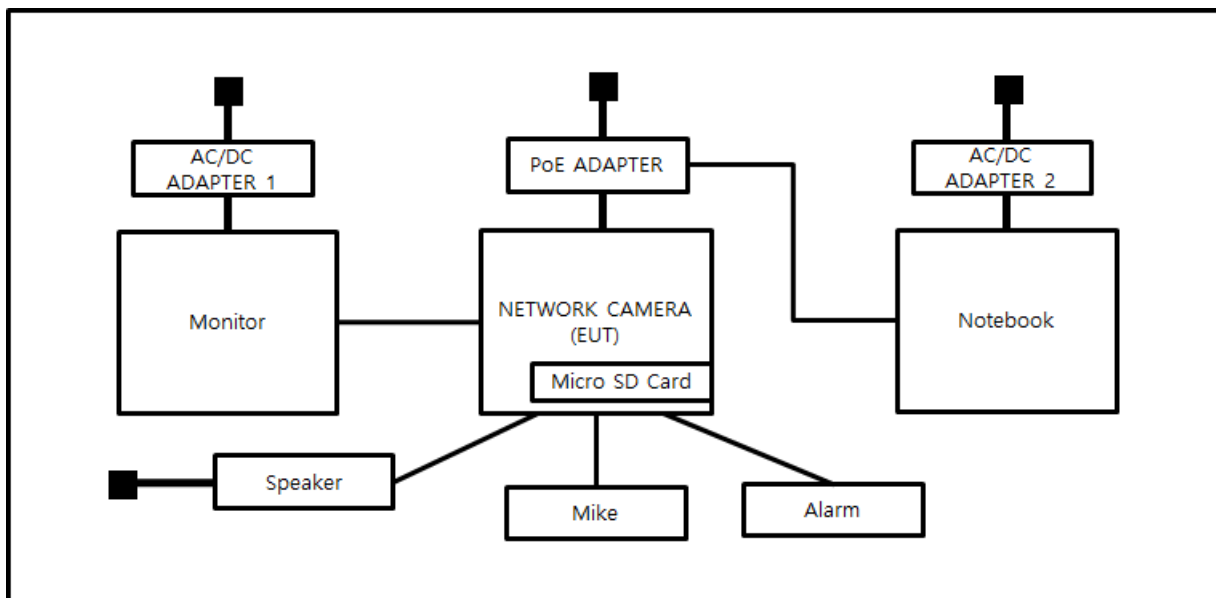 AC/DC
ADAPTER 1
PoE ADAPTER
AC/DC
ADAPTER 2
Monitor
NETWORK CAMERA
(EUT)
Micro SD Card
Notebook
Speaker
Mike
Alarm